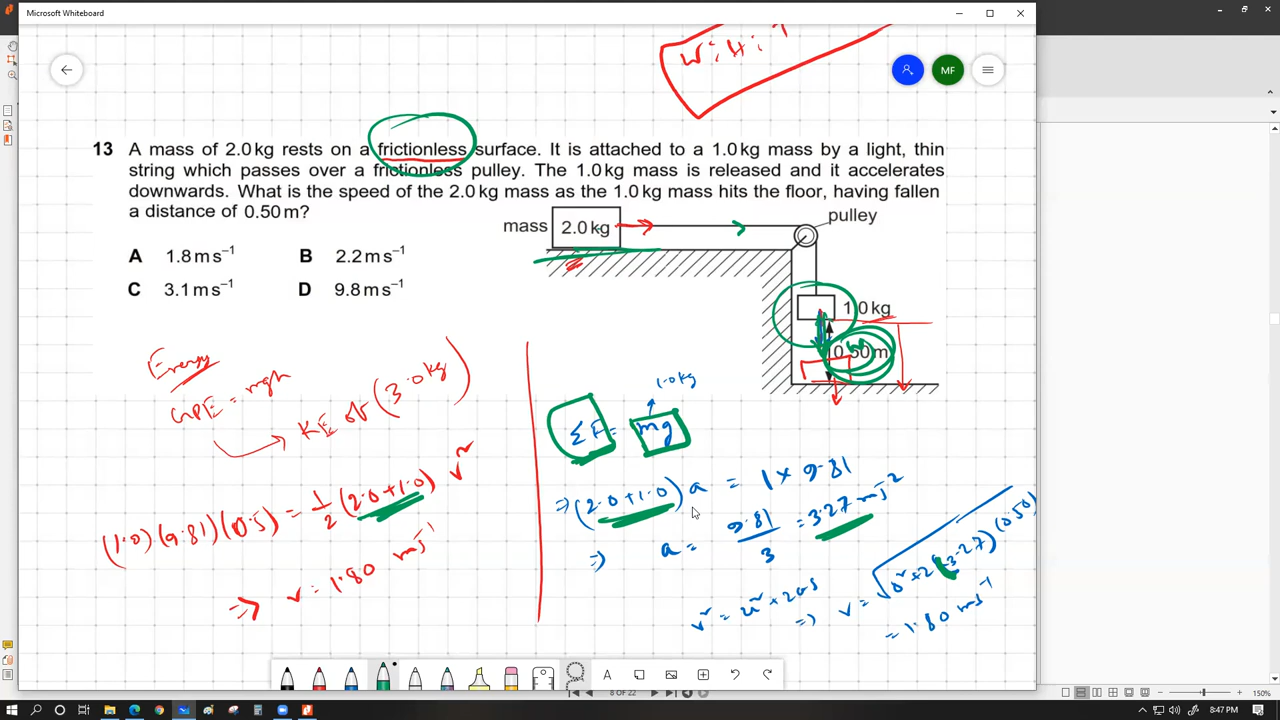 Microsoft Whiteboard
W.H.
MF
13 A mass of 2.0 kg rests on a frictionless surface. It is attached to a 1.0 kg mass by a light, thin
string which passes over a frictionless pulley. The 1.0 kg mass is released and it accelerates
downwards. What is the speed of the 2.0 kg mass as the 1.0 kg mass hits the floor, having fallen
a distance of 0.50 m?
pulley
mass 2.0 kg
A 1.8 m s⁻¹ B 2.2 m s⁻¹
C 3.1 m s⁻¹ D 9.8 m s⁻¹
1.0 kg
0.50 m
Energy
GPE = mgh
KE of (3.0kg)
(1.0)(9.81)(0.5) = 1/2 (2.0+1.0) v²
⇒ v = 1.80 ms⁻¹
1.0kg
ΣF = mg
⇒ (2.0+1.0) a = 1 × 9.81
⇒ a = 9.81/3 = 3.27 ms⁻²
v² = u² + 2as ⇒ v = √0² + 2(3.27)(0.50)
= 1.80 ms⁻¹
8 OF 22
150%
8:47 PM